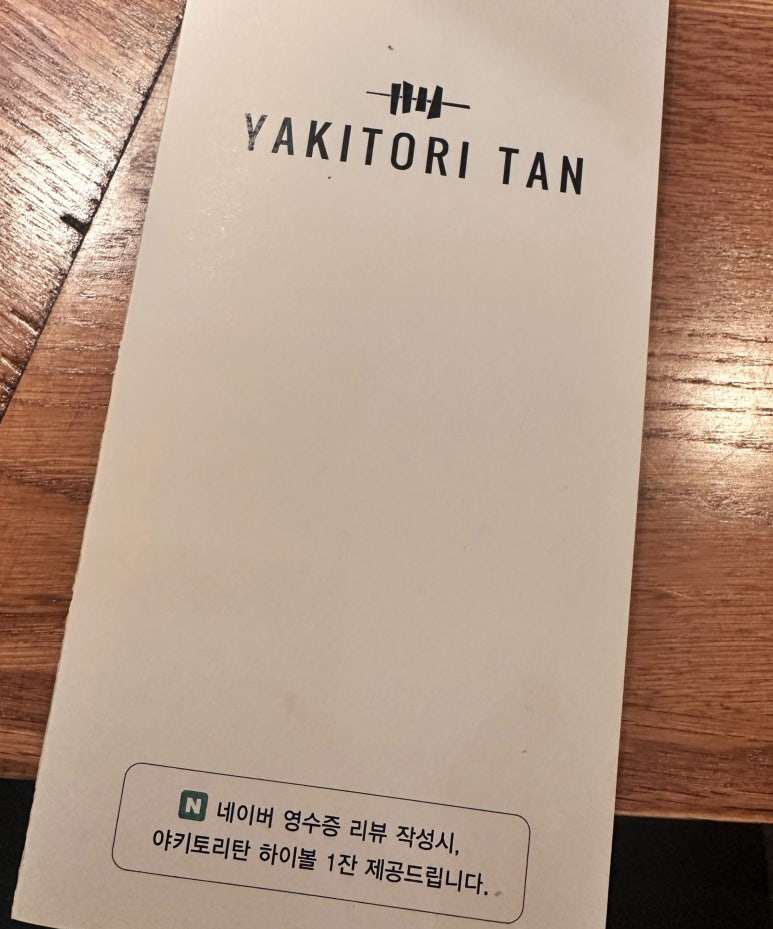 YAKITORI TAN
N 네이버 영수증 리뷰 작성시,
야키토리탄 하이볼 1잔 제공드립니다.